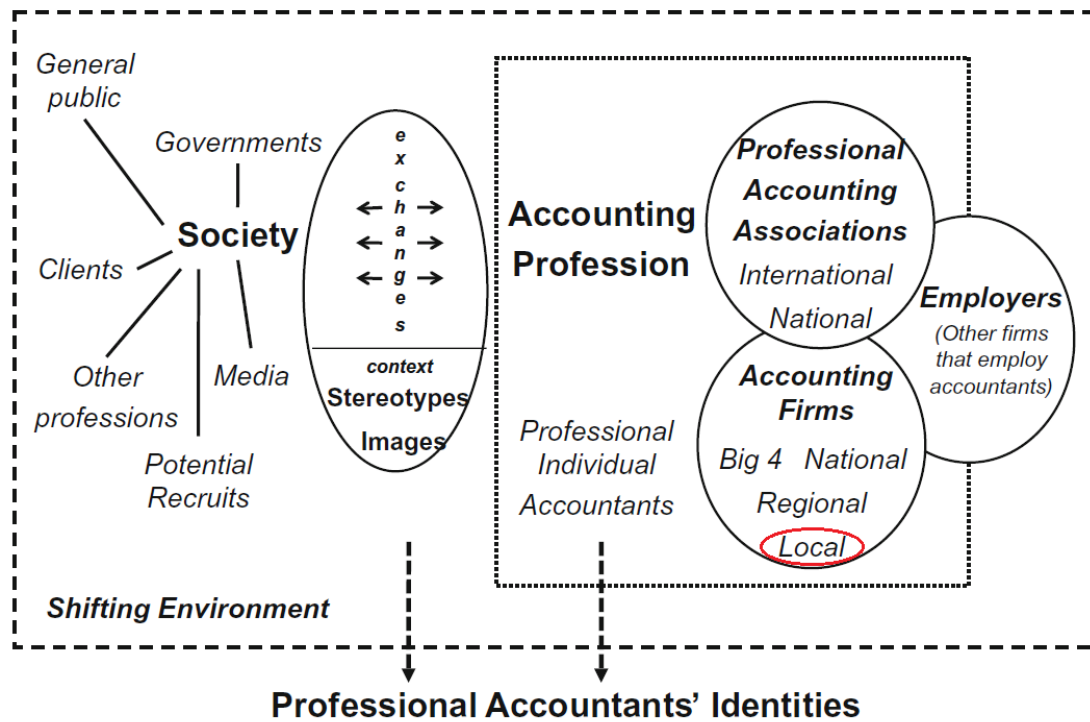 General
public
Governments
Society
Clients
Other
professions
Media
Potential
Recruits
exchanges
context
Stereotypes
Images
Accounting
Profession
Professional
Individual
Accountants
Professional
Accounting
Associations
International
National
Employers
(Other firms
that employ
accountants)
Accounting
Firms
Big 4 National
Regional
Local
Shifting Environment
Professional Accountants' Identities